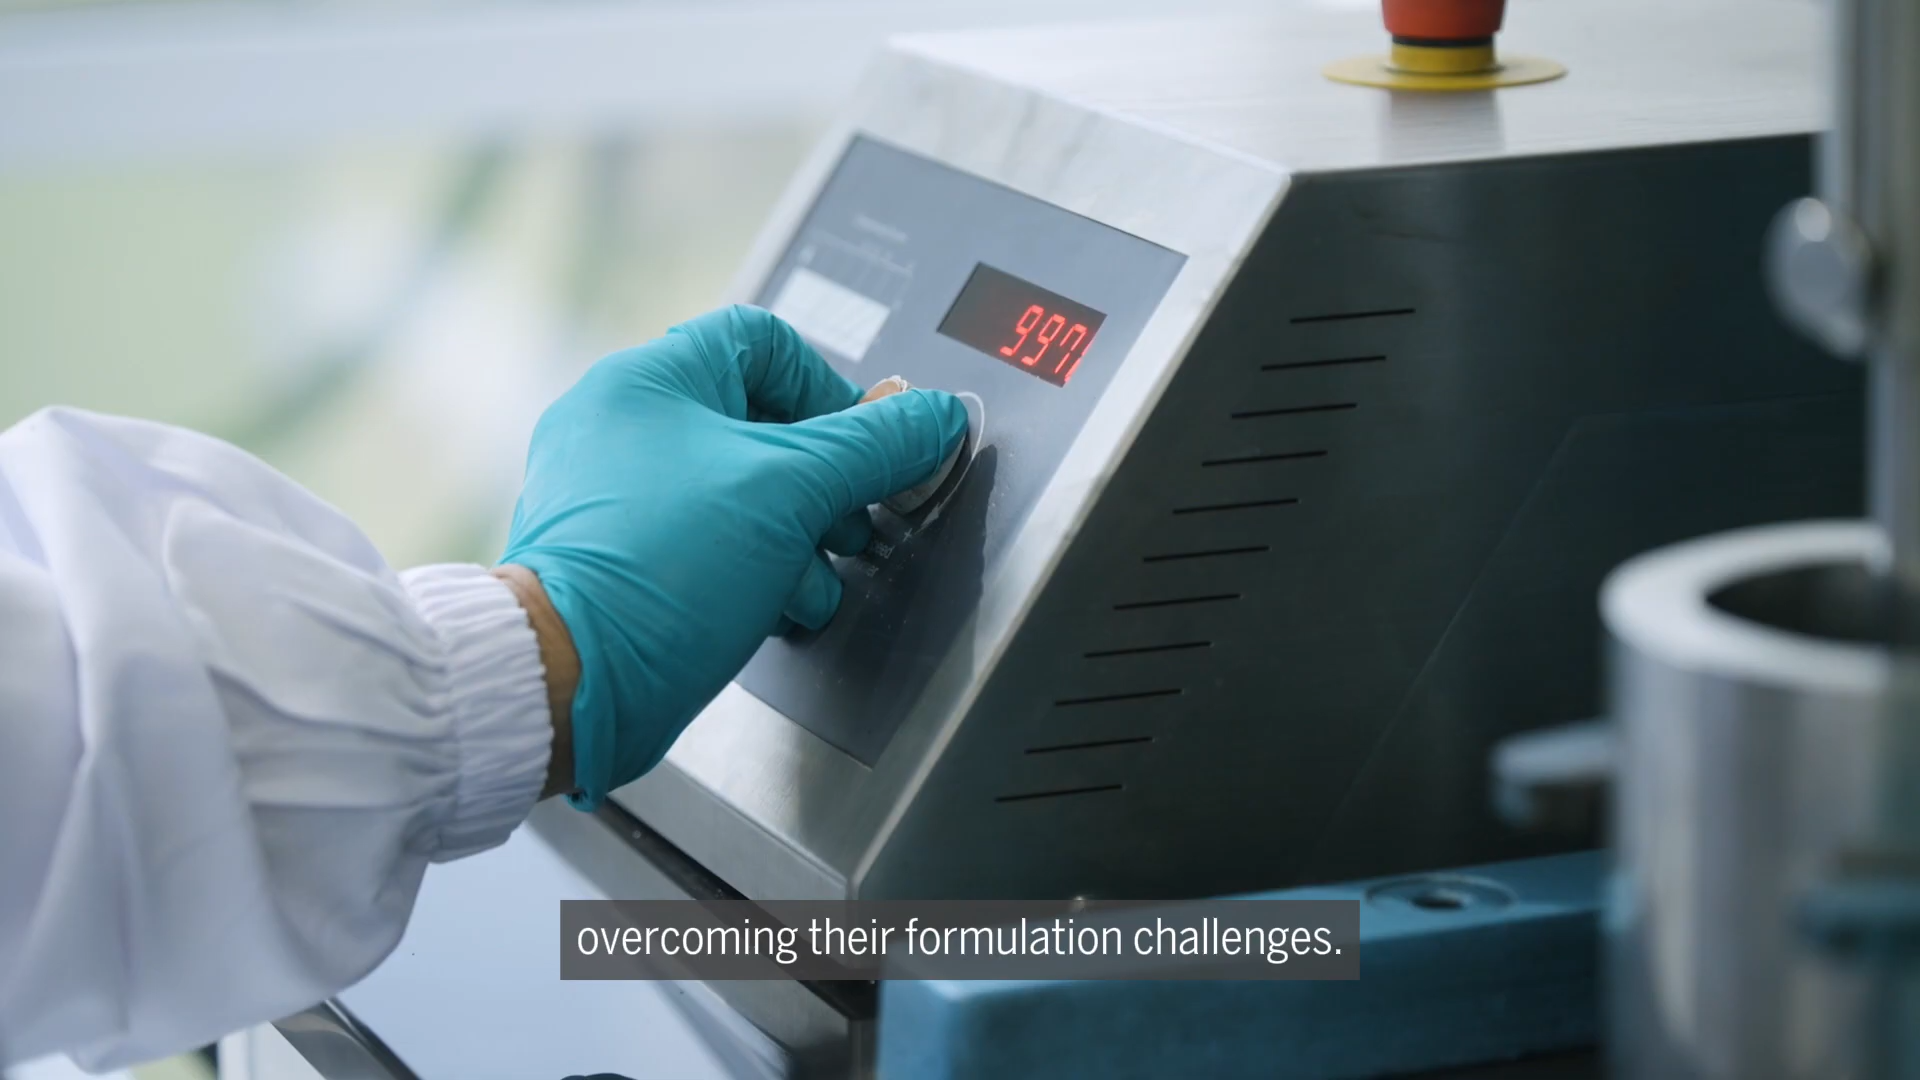 997
overcoming their formulation challenges.